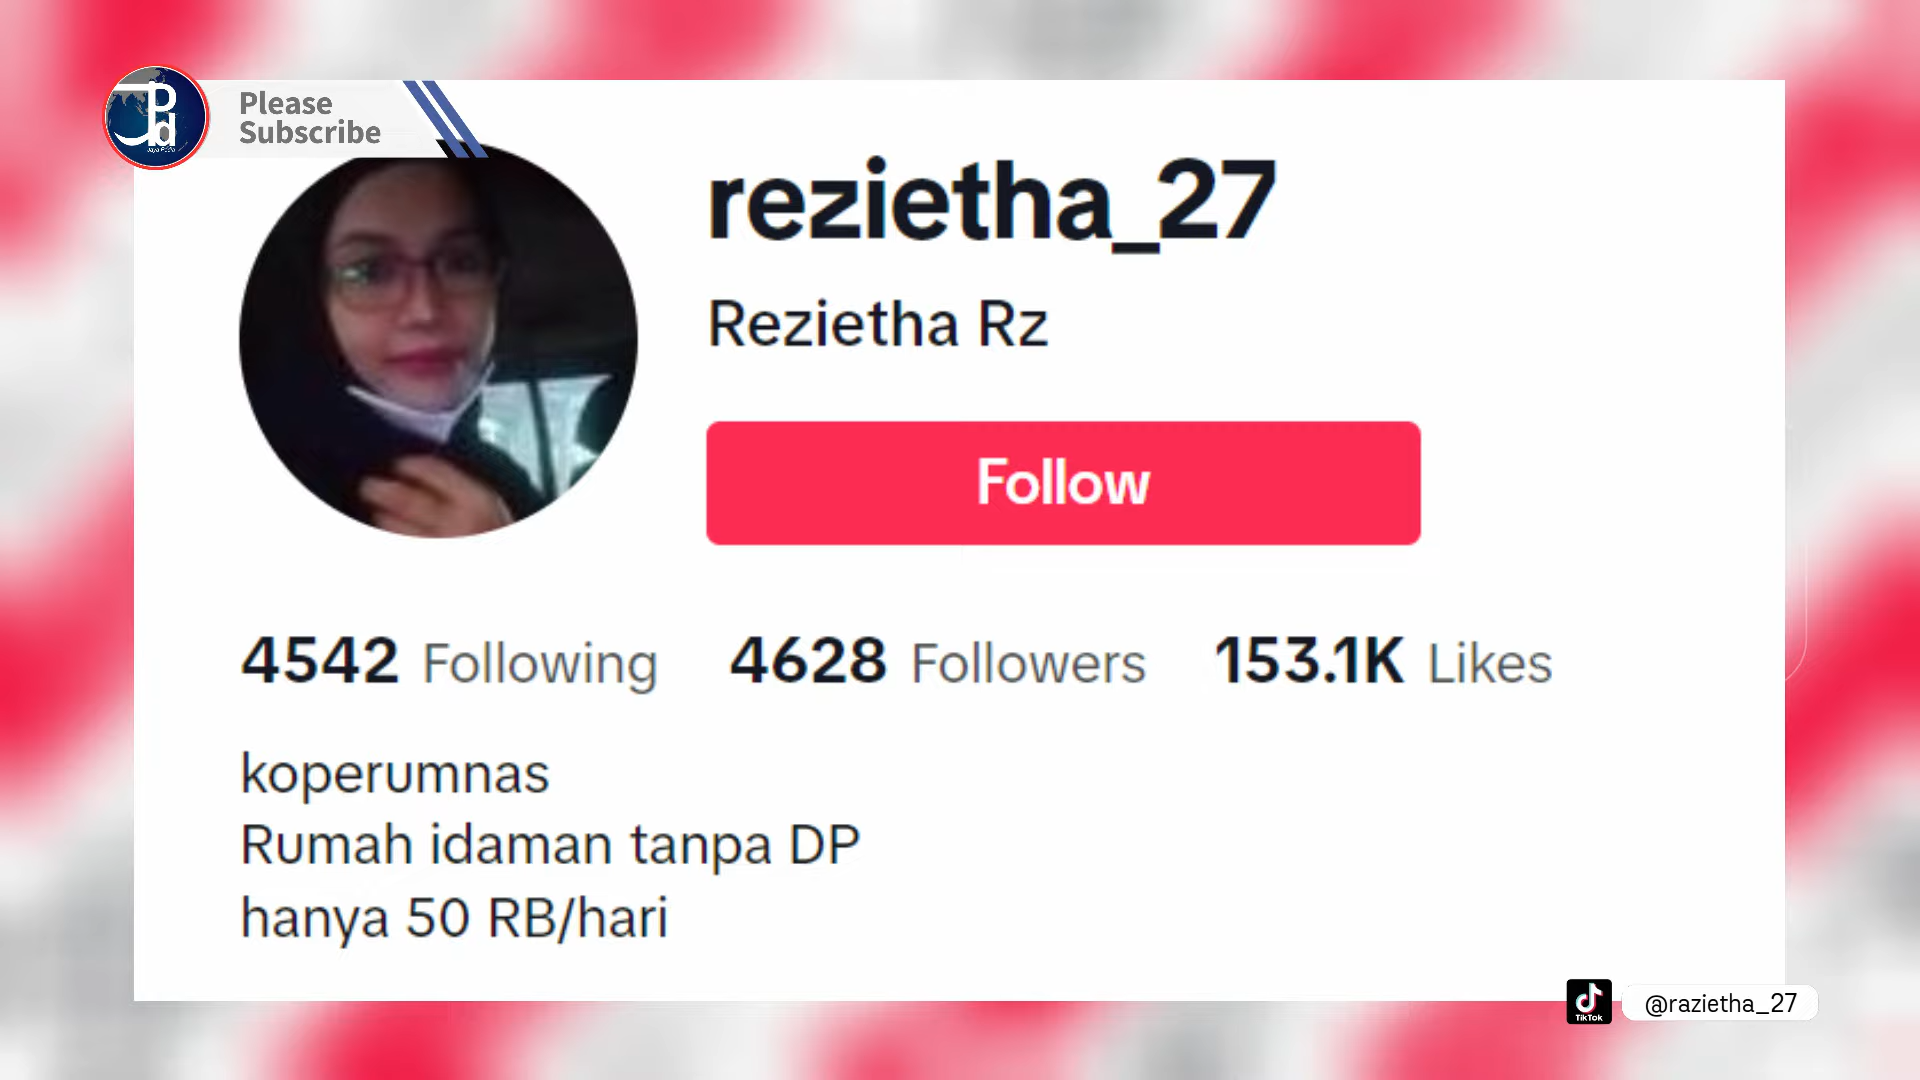 Please
Subscribe
rezietha_27
Rezietha Rz
Follow
4542 Following 4628 Followers 153.1K Likes
koperumnas
Rumah idaman tanpa DP
hanya 50 RB/hari
TikTok
@razietha_27